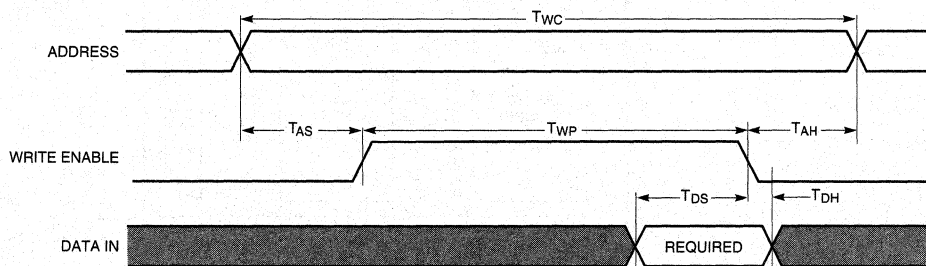 TWC
ADDRESS
TAS
TWP
TAH
WRITE ENABLE
TDS
TDH
DATA IN
REQUIRED